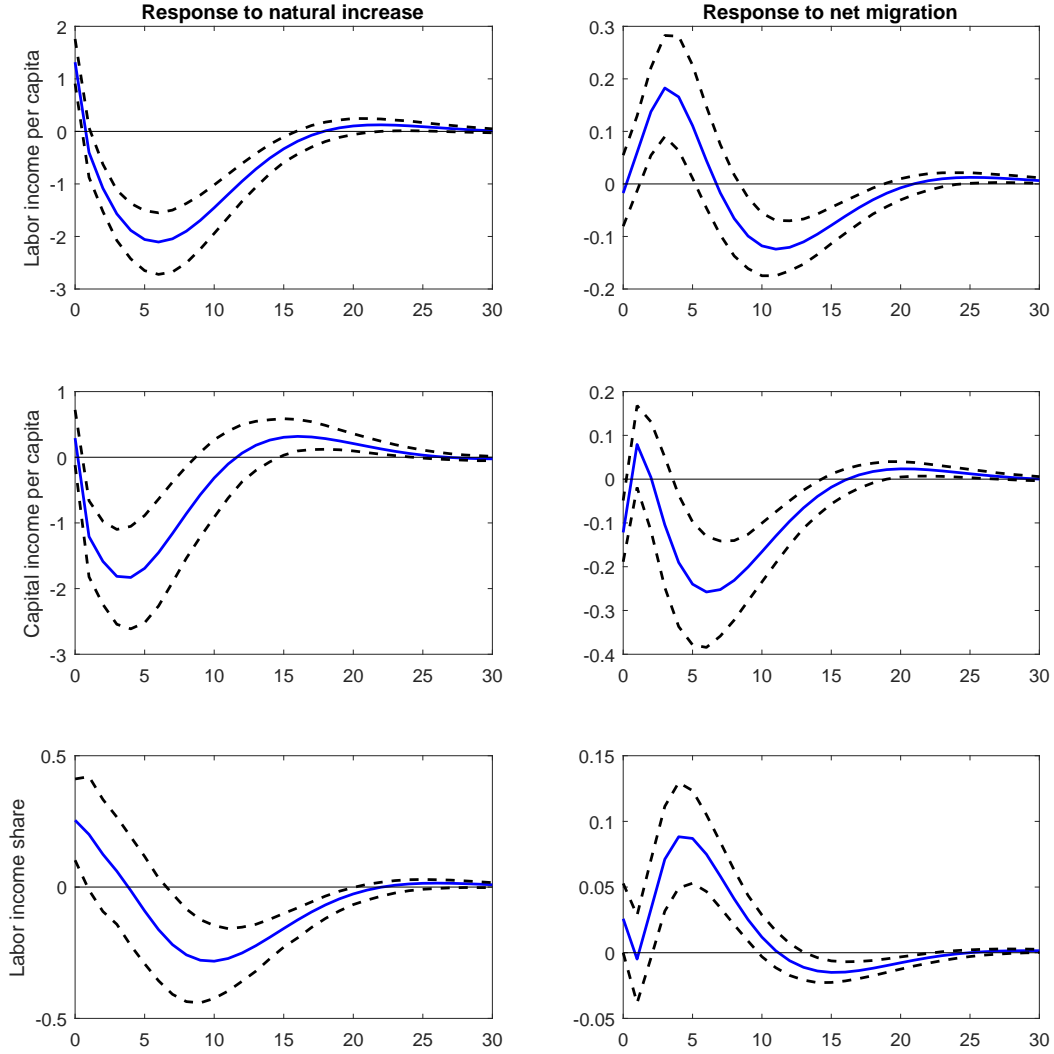 Response to natural increase
Response to net migration
Labor income per capita
2
1
0
-1
-2
-3
0 5 10 15 20 25 30
0.3
0.2
0.1
0
-0.1
-0.2
0 5 10 15 20 25 30
Capital income per capita
1
0
-1
-2
-3
0 5 10 15 20 25 30
0.2
0.1
0
-0.1
-0.2
-0.3
-0.4
0 5 10 15 20 25 30
Labor income share
0.5
0
-0.5
0 5 10 15 20 25 30
0.15
0.1
0.05
0
-0.05
0 5 10 15 20 25 30